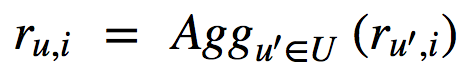 r_{u,i} = Agg_{u'∈U} (r_{u',i})